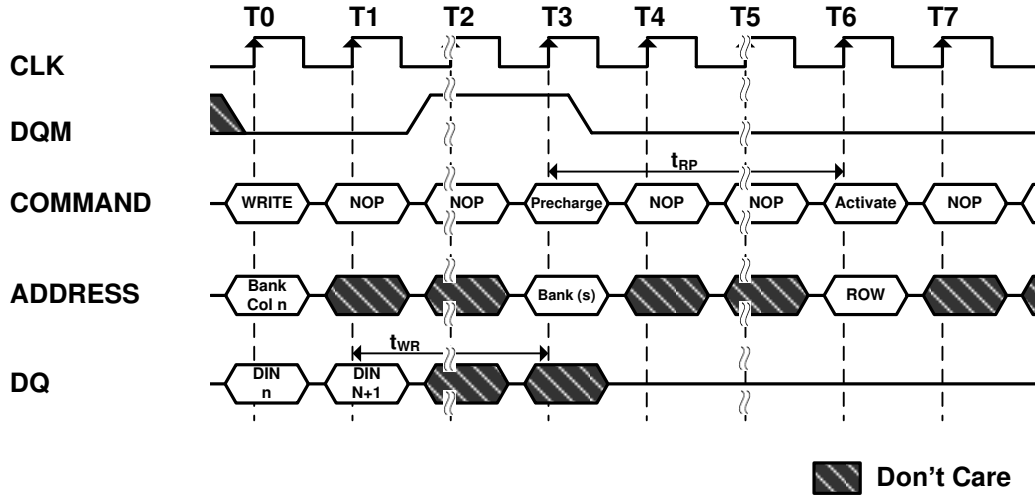 T0 T1 T2 T3 T4 T5 T6 T7
CLK
DQM
tRP
COMMAND WRITE NOP NOP Precharge NOP NOP Activate NOP
ADDRESS Bank Col n Bank (s) ROW
tWR
DQ DIN n DIN N+1
Don't Care